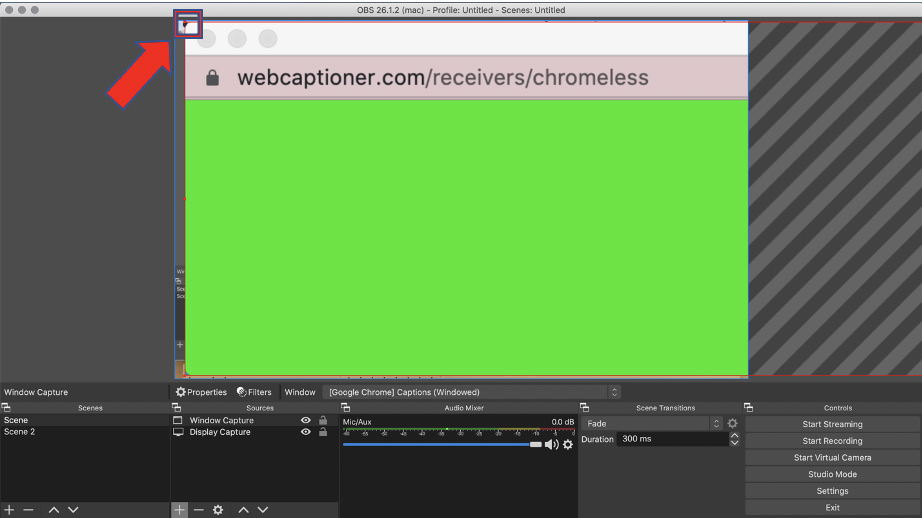 OBS 26.1.2 (mac) - Profile: Untitled - Scenes: Untitled
webcaptioner.com/receivers/chromeless
Window Capture
Properties
Filters
Window
[Google Chrome] Captions (Windowed)
Scenes
Sources
Audio Mixer
Scene Transitions
Controls
Scene
Scene 2
Window Capture
Display Capture
Mic/Aux
0.0 dB
Fade
Duration
300 ms
Start Streaming
Start Recording
Start Virtual Camera
Studio Mode
Settings
Exit